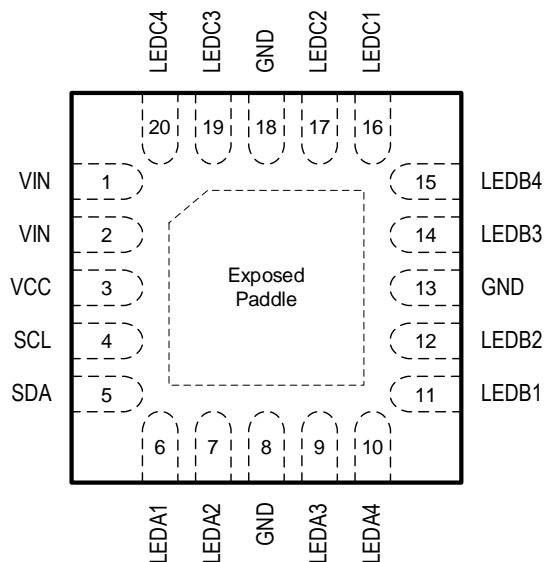 LEDC4 LEDC3 GND LEDC2 LEDC1
20 19 18 17 16
VIN 1 15 LEDB4
VIN 2 14 LEDB3
VCC 3 13 GND
Exposed
Paddle
SCL 4 12 LEDB2
SDA 5 11 LEDB1
6 7 8 9 10
LEDA1 LEDA2 GND LEDA3 LEDA4